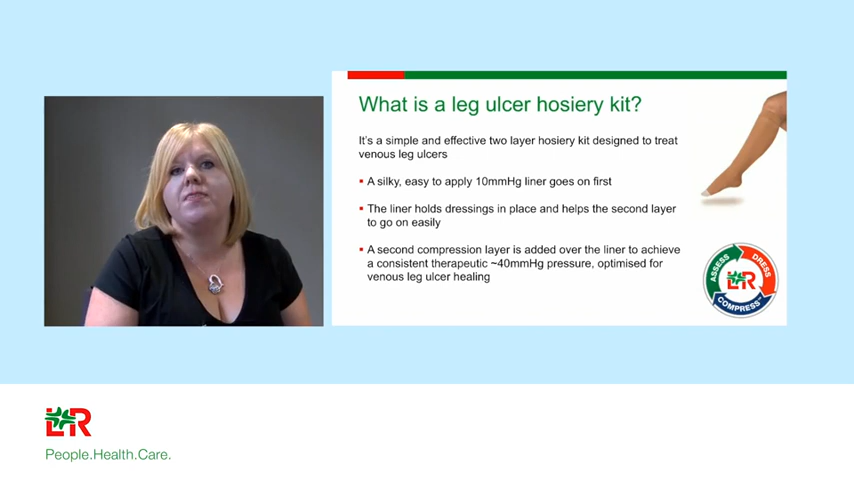 What is a leg ulcer hosiery kit?
It's a simple and effective two layer hosiery kit designed to treat
venous leg ulcers
▪ A silky, easy to apply 10mmHg liner goes on first
▪ The liner holds dressings in place and helps the second layer
to go on easily
▪ A second compression layer is added over the liner to achieve
a consistent therapeutic ~40mmHg pressure, optimised for
venous leg ulcer healing
ASSESS
DRESS
COMPRESS
L&R
L&R
People.Health.Care.